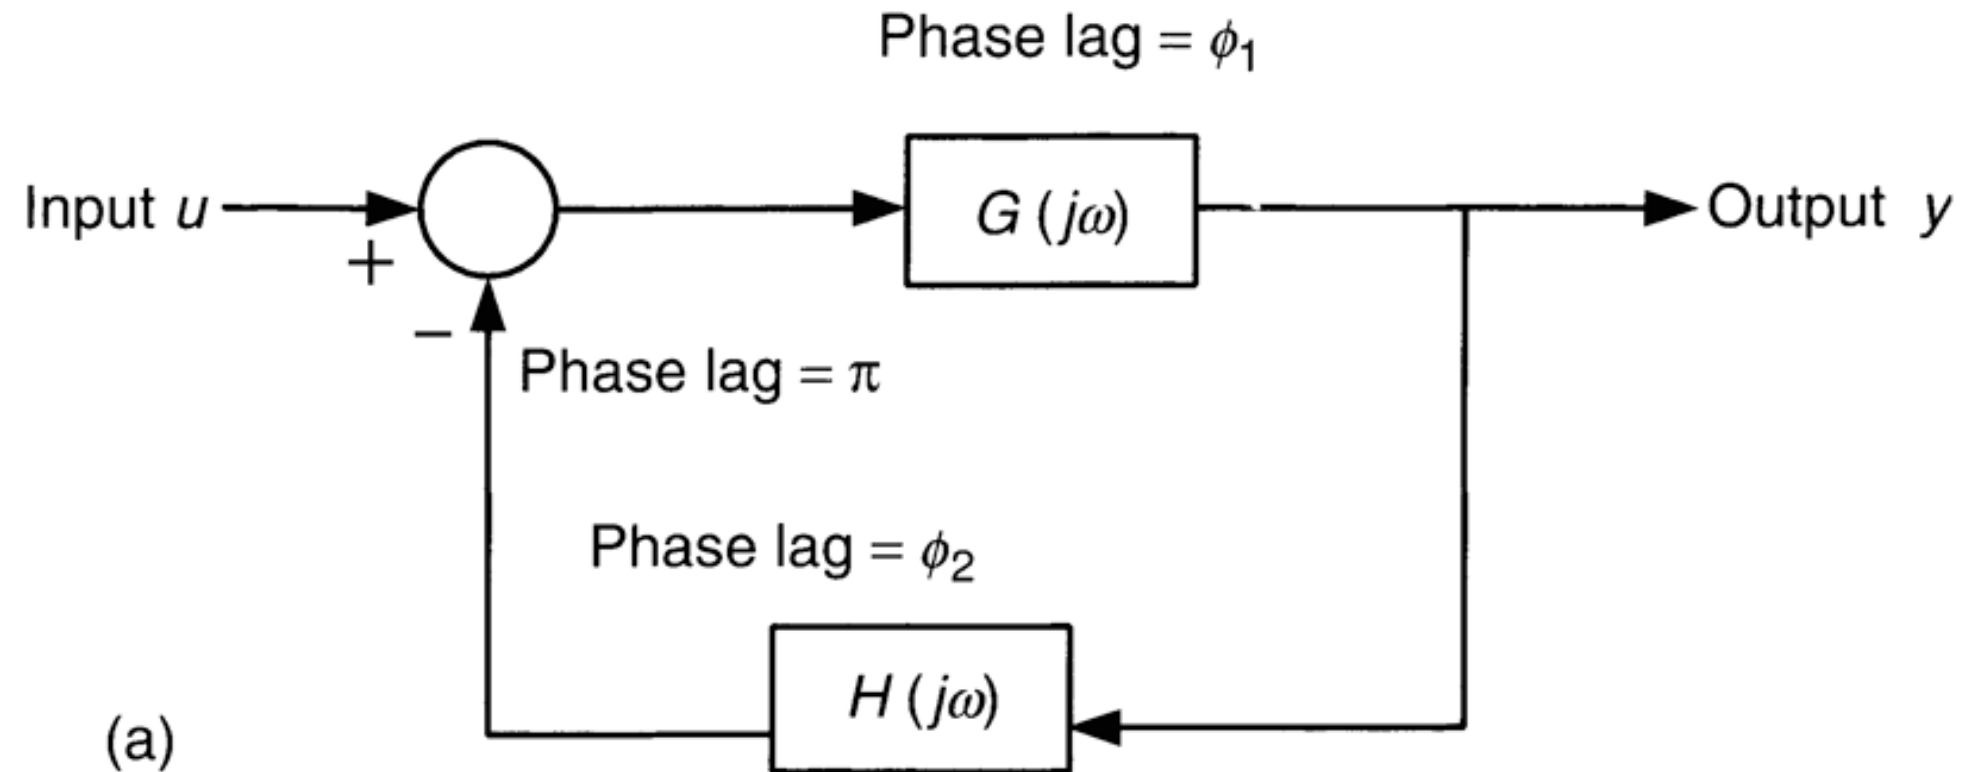 Phase lag = ϕ₁
Input u
+
G (jω)
Output y
−
Phase lag = π
Phase lag = ϕ₂
H (jω)
(a)